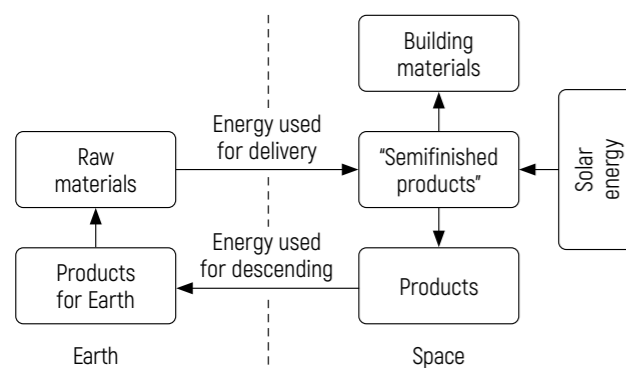 Building
materials
Energy used
for delivery
Raw
materials
“Semifinished
products”
Solar
energy
Energy used
for descending
Products
for Earth
Products
Earth
Space